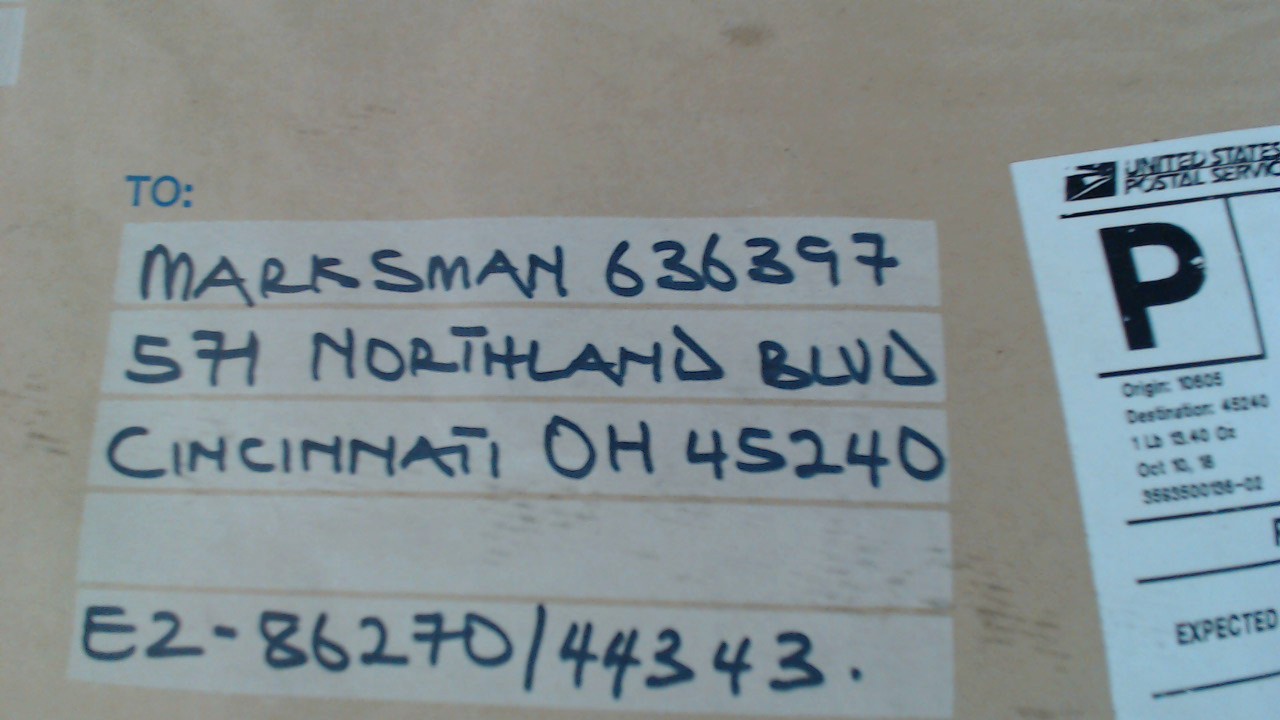 TO:
MARKSMAN 636397
571 NORTHLAND BLVD
CINCINNATI OH 45240
E2-86270/44343.
UNITED STATES
POSTAL SERVIC
P
Origin: 10605
Destination: 45240
1 Lb 13.40 Oz
Oct 10, 18
EXPECTED